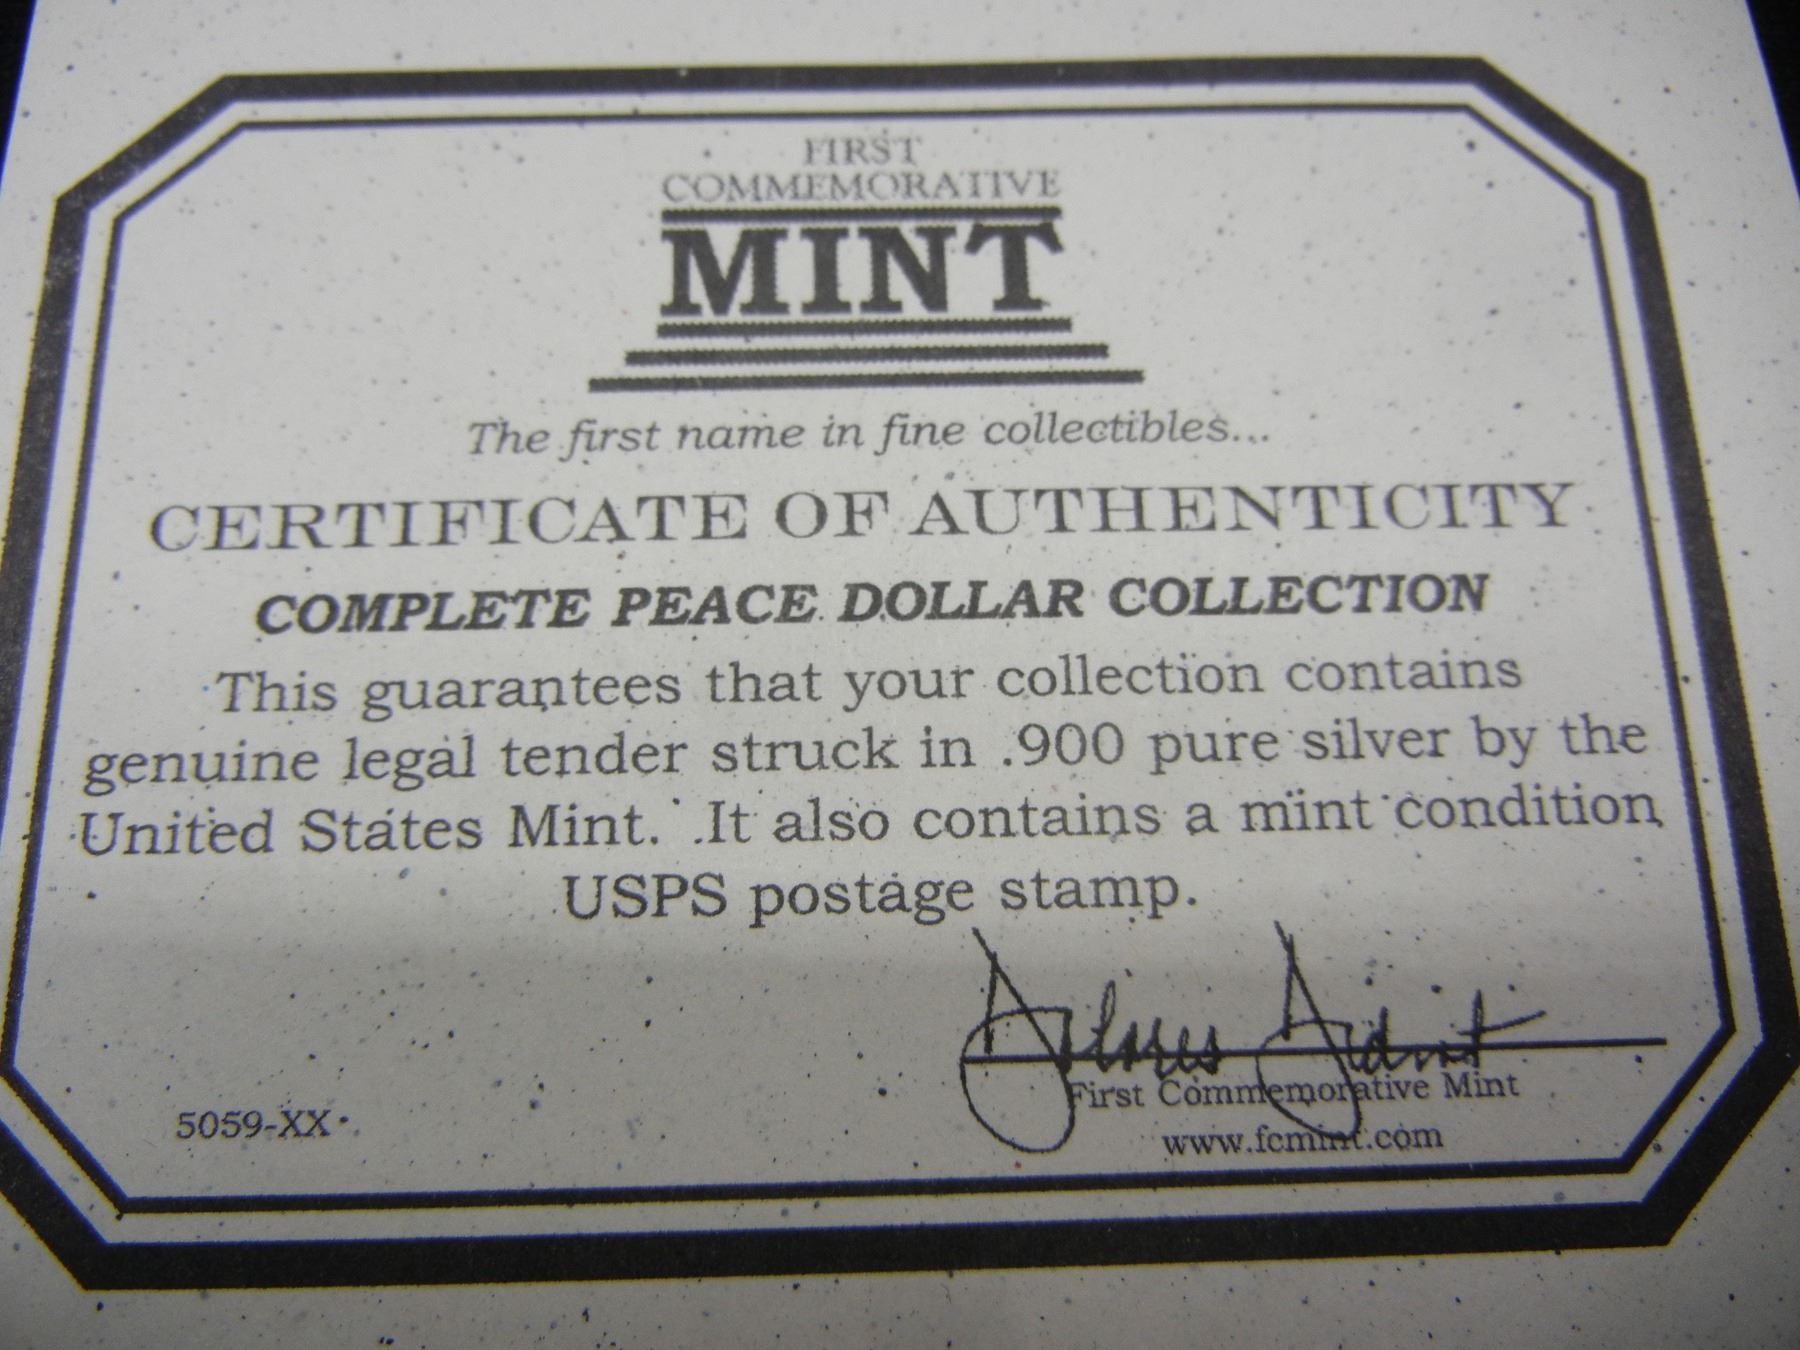 FIRST
COMMEMORATIVE
MINT
The first name in fine collectibles...
CERTIFICATE OF AUTHENTICITY
COMPLETE PEACE DOLLAR COLLECTION
This guarantees that your collection contains
genuine legal tender struck in .900 pure silver by the
United States Mint. It also contains a mint condition
USPS postage stamp.
First Commemorative Mint
5059-XX
www.fcmint.com